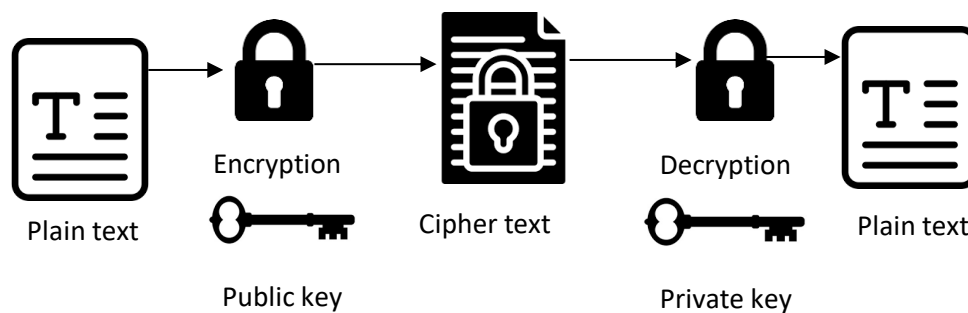 T
T
Encryption
Decryption
Plain text
Cipher text
Plain text
Public key
Private key